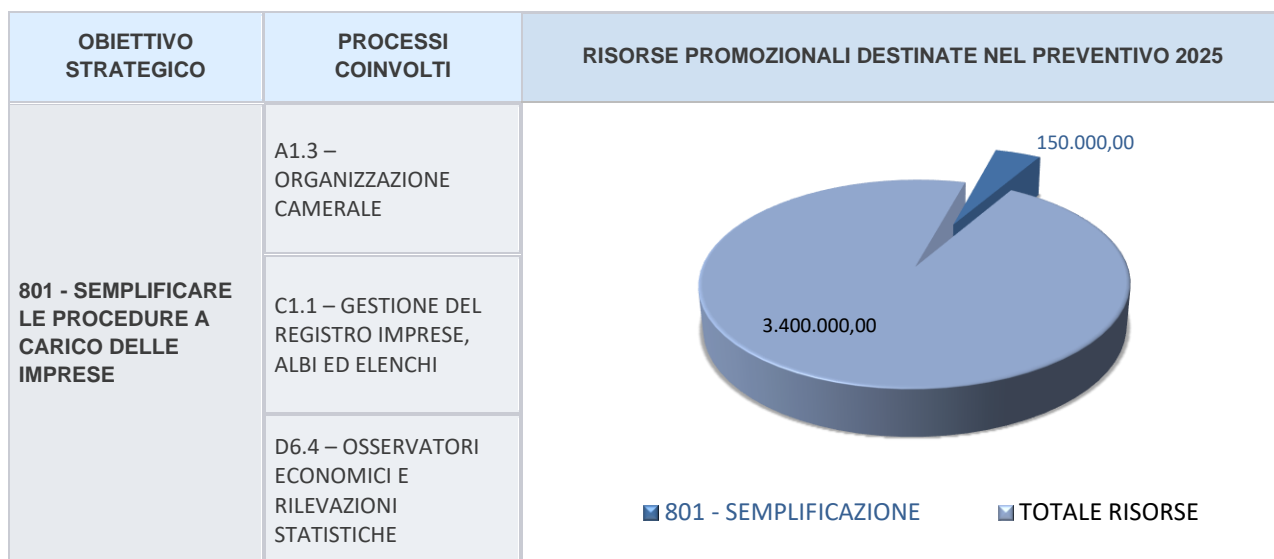 OBIETTIVO
STRATEGICO
PROCESSI
COINVOLTI
RISORSE PROMOZIONALI DESTINATE NEL PREVENTIVO 2025
801 - SEMPLIFICARE
LE PROCEDURE A
CARICO DELLE
IMPRESE
A1.3 –
ORGANIZZAZIONE
CAMERALE
C1.1 – GESTIONE DEL
REGISTRO IMPRESE,
ALBI ED ELENCHI
D6.4 – OSSERVATORI
ECONOMICI E
RILEVAZIONI
STATISTICHE
150.000,00
3.400.000,00
801 - SEMPLIFICAZIONE
TOTALE RISORSE